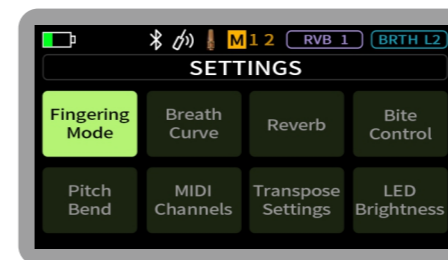 M 1 2 RVB 1 BRTH L2
SETTINGS
Fingering
Mode
Breath
Curve
Reverb
Bite
Control
Pitch
Bend
MIDI
Channels
Transpose
Settings
LED
Brightness